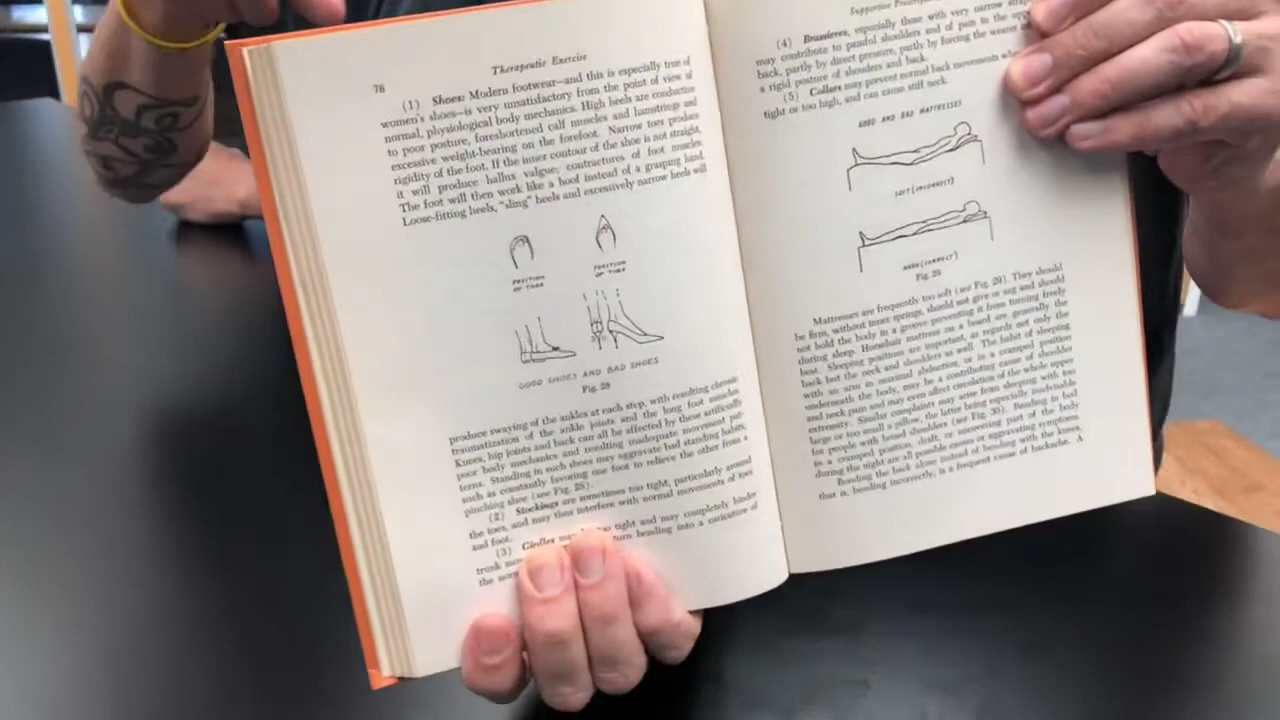 78
Therapeutic Exercise
(1) Shoes: Modern footwear—and this is especially true of
women's shoes—is very unsatisfactory from the point of view of
normal, physiological body mechanics. High heels are conductive
to poor posture, foreshortened calf muscles and hamstrings and
excessive weight-bearing on the forefoot. Narrow toes produce
rigidity of the foot. If the inner contour of the shoe is not straight,
it will produce hallux valgus; contractures of foot muscles.
The foot will then work like a hoof instead of a grasping hand.
Loose-fitting heels, "sling" heels and excessively narrow heels will
POSITION
OF TOES
POSITION
OF TOES
GOOD SHOES AND BAD SHOES
Fig. 28
produce swaying of the ankles at each step, with resulting chronic
traumatization of the ankle joints and the long foot muscles.
Knees, hip joints and back can all be affected by these artificially
poor body mechanics and resulting inadequate movement pat-
terns. Standing in such shoes may aggravate bad standing habits,
such as constantly favoring one foot to relieve the other from a
pinching shoe (see Fig. 28).
(2) Stockings are sometimes too tight, particularly around
the toes, and may thus interfere with normal movements of toes
and foot.
(3) Girdles may too tight and may completely hinder
trunk turn bending into a caricature of
the
Supportive
(4) Brassieres, especially those with very narrow straps
may contribute to painful shoulders and of pain in the upper
back, partly by direct pressure, partly by forcing the wearer
a rigid posture of shoulders and back.
(5) Collars may prevent normal back movements
tight or too high, and can cause stiff neck.
GOOD AND BAD MATTRESSES
SOFT (INCORRECT)
HARD (CORRECT)
Fig. 29
Mattresses are frequently too soft (see Fig. 29) They should
be firm, without inner springs, should not give or sag and should
not hold the body in a groove preventing it from turning freely
during sleep. Horsehair mattress on a board are generally the
best. Sleeping positions are important, as regards not only the
back but the neck and shoulders as well. The habit of sleeping
with an arm in maximal abduction, or in a cramped position
underneath the body, may be a contributing cause of shoulder
and neck pain and may even affect circulation of the whole upper
extremity. Similar complaints may arise from sleeping with too
large or too small a pillow, the latter being especially inadvisable
for people with broad shoulders (see Fig. 30). Reading in bed
in a cramped position, draft, or uncovering part of the body
during the night are all possible causes or aggravating symptoms.
Bending the back alone instead of bending with the knees,
that is, bending incorrectly, is a frequent cause of backache. A